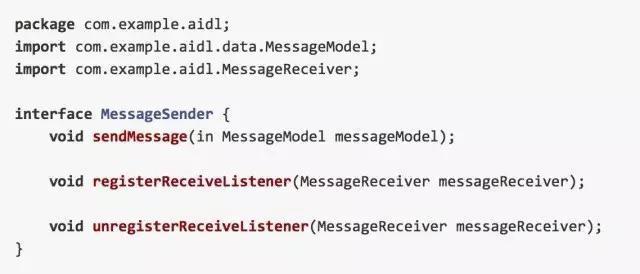 package com.example.aidl;
import com.example.aidl.data.MessageModel;
import com.example.aidl.MessageReceiver;
interface MessageSender {
void sendMessage(in MessageModel messageModel);
void registerReceiveListener(MessageReceiver messageReceiver);
void unregisterReceiveListener(MessageReceiver messageReceiver);
}